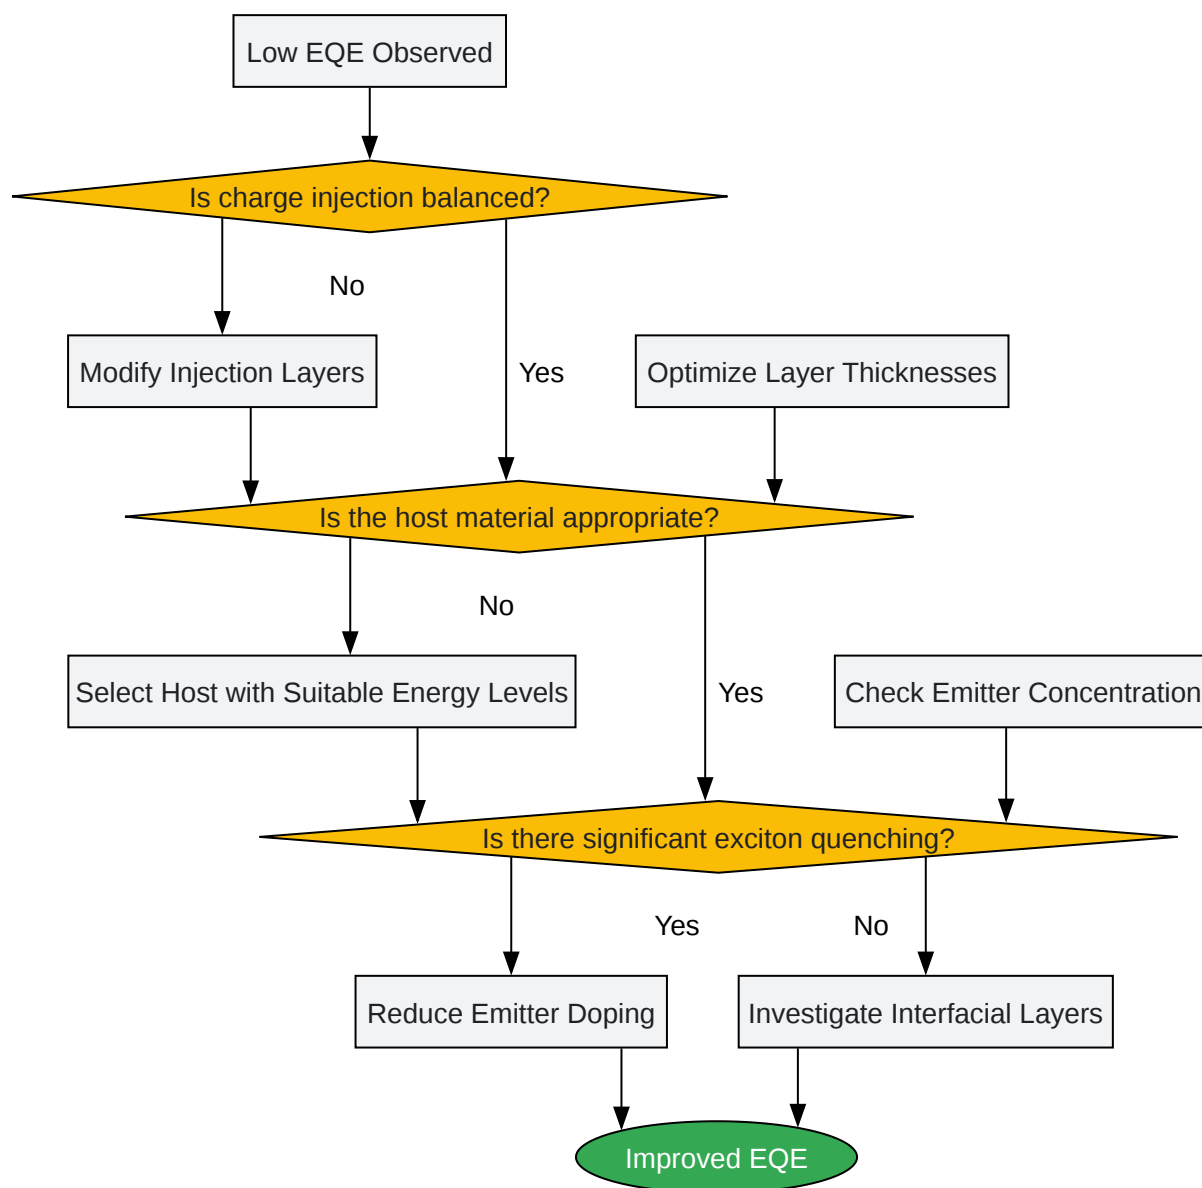 Low EQE Observed
Is charge injection balanced?
No
Modify Injection Layers
Yes
Optimize Layer Thicknesses
Is the host material appropriate?
No
Select Host with Suitable Energy Levels
Yes
Check Emitter Concentration
Is there significant exciton quenching?
Yes
No
Reduce Emitter Doping
Investigate Interfacial Layers
Improved EQE